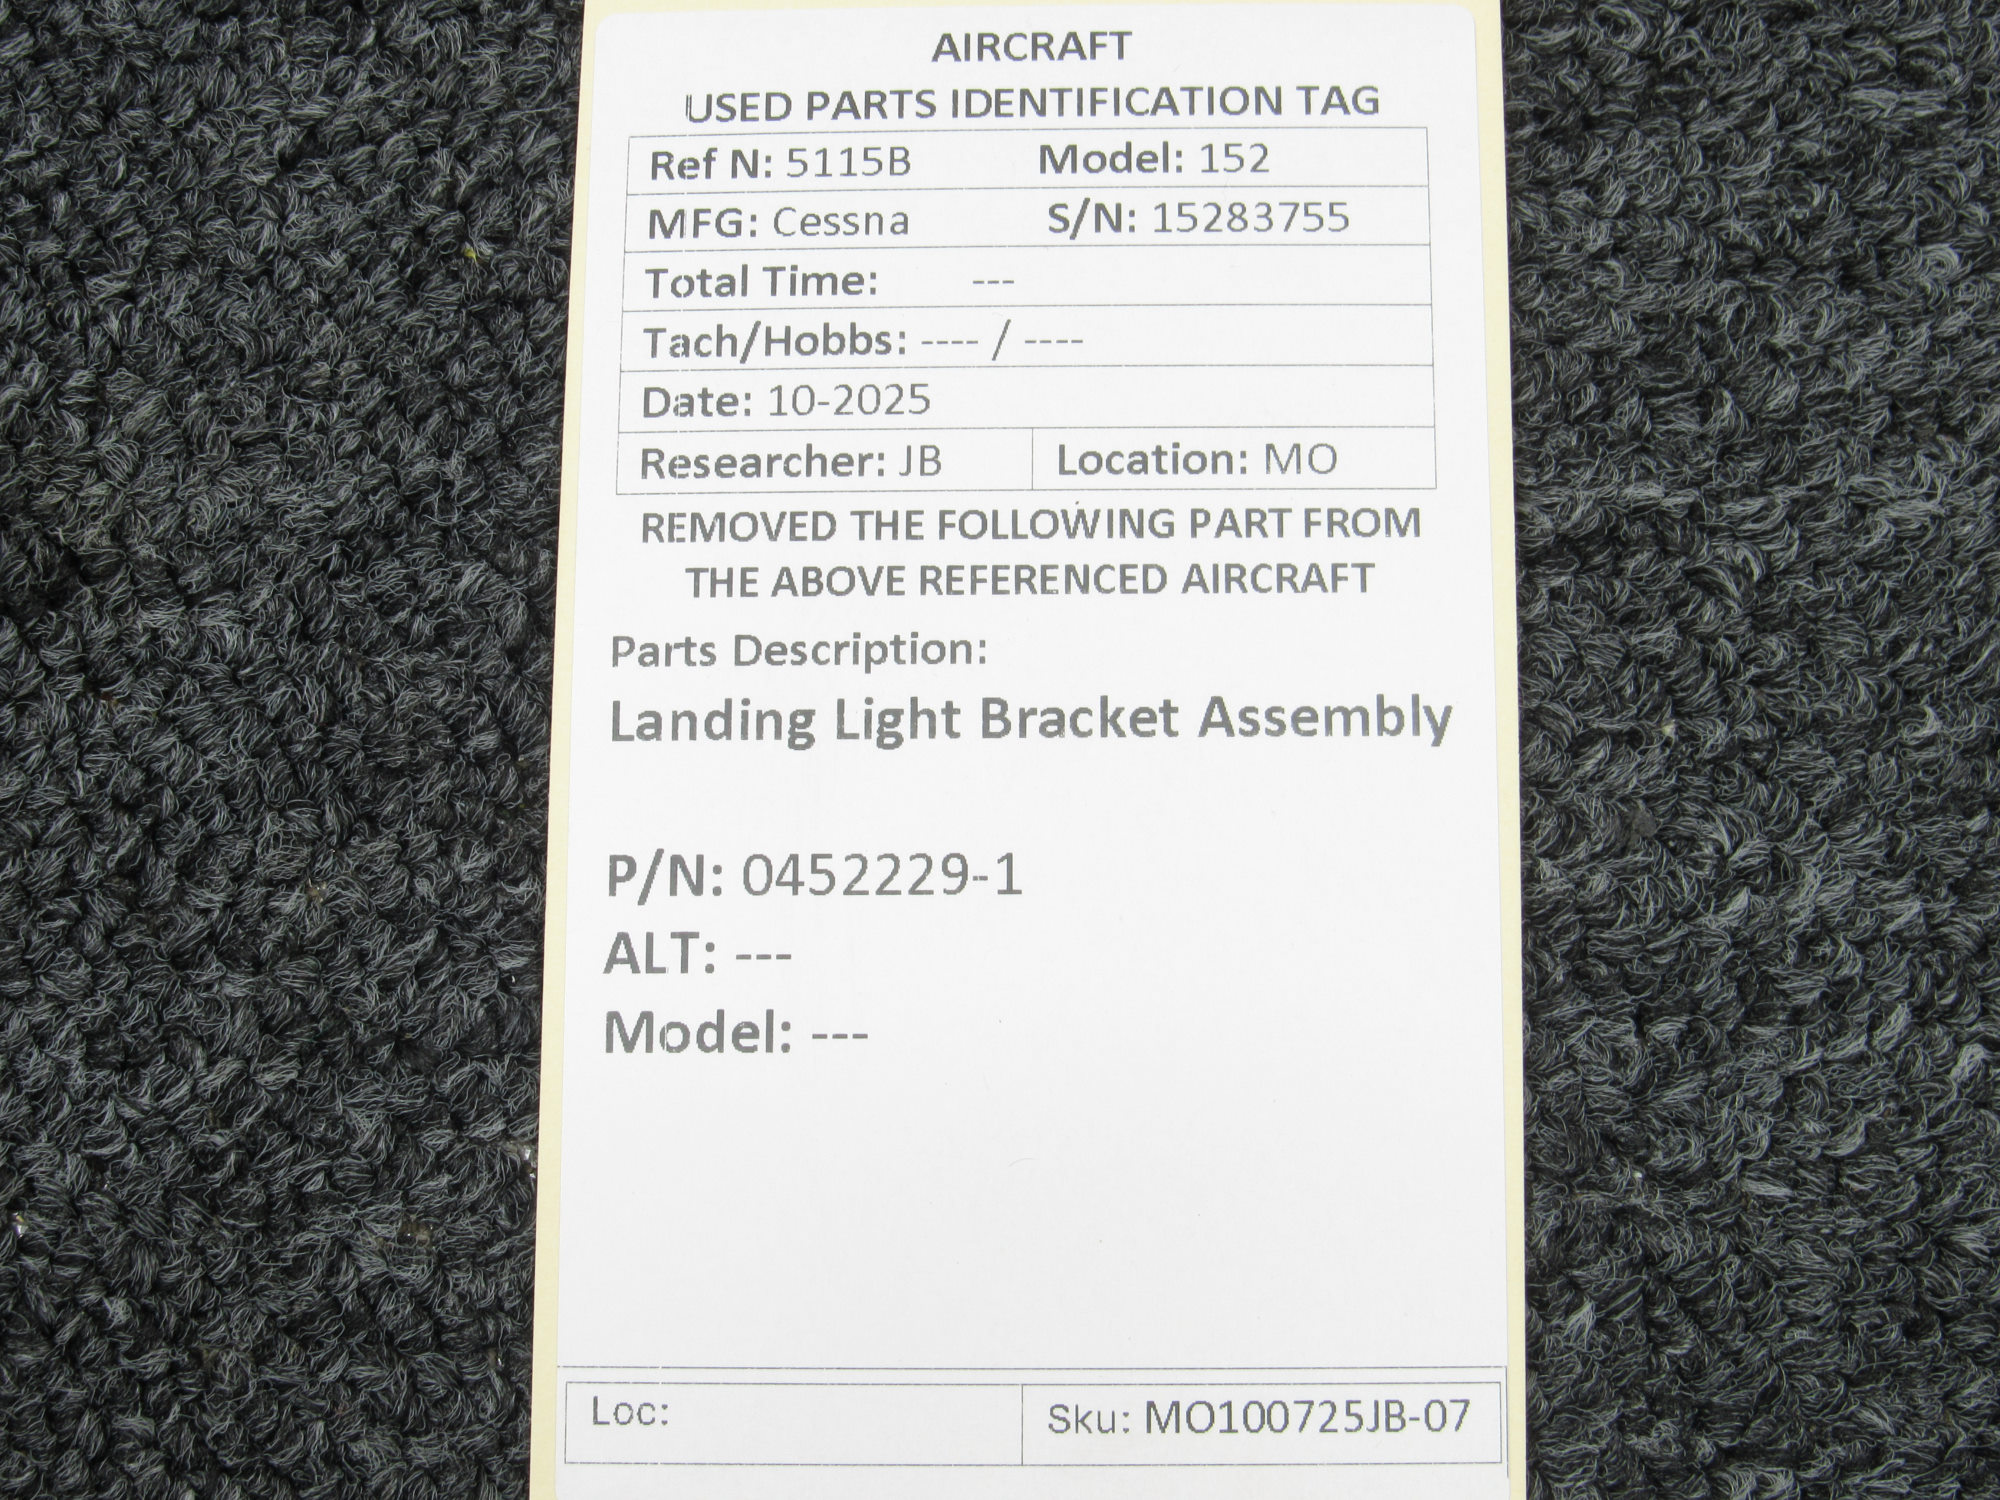 AIRCRAFT
USED PARTS IDENTIFICATION TAG
Ref N: 5115B Model: 152
MFG: Cessna S/N: 15283755
Total Time: ---
Tach/Hobbs: ---- / ----
Date: 10-2025
Researcher: JB Location: MO
REMOVED THE FOLLOWING PART FROM
THE ABOVE REFERENCED AIRCRAFT
Parts Description:
Landing Light Bracket Assembly
P/N: 0452229-1
ALT: ---
Model: ---
Loc: Sku: MO100725JB-07